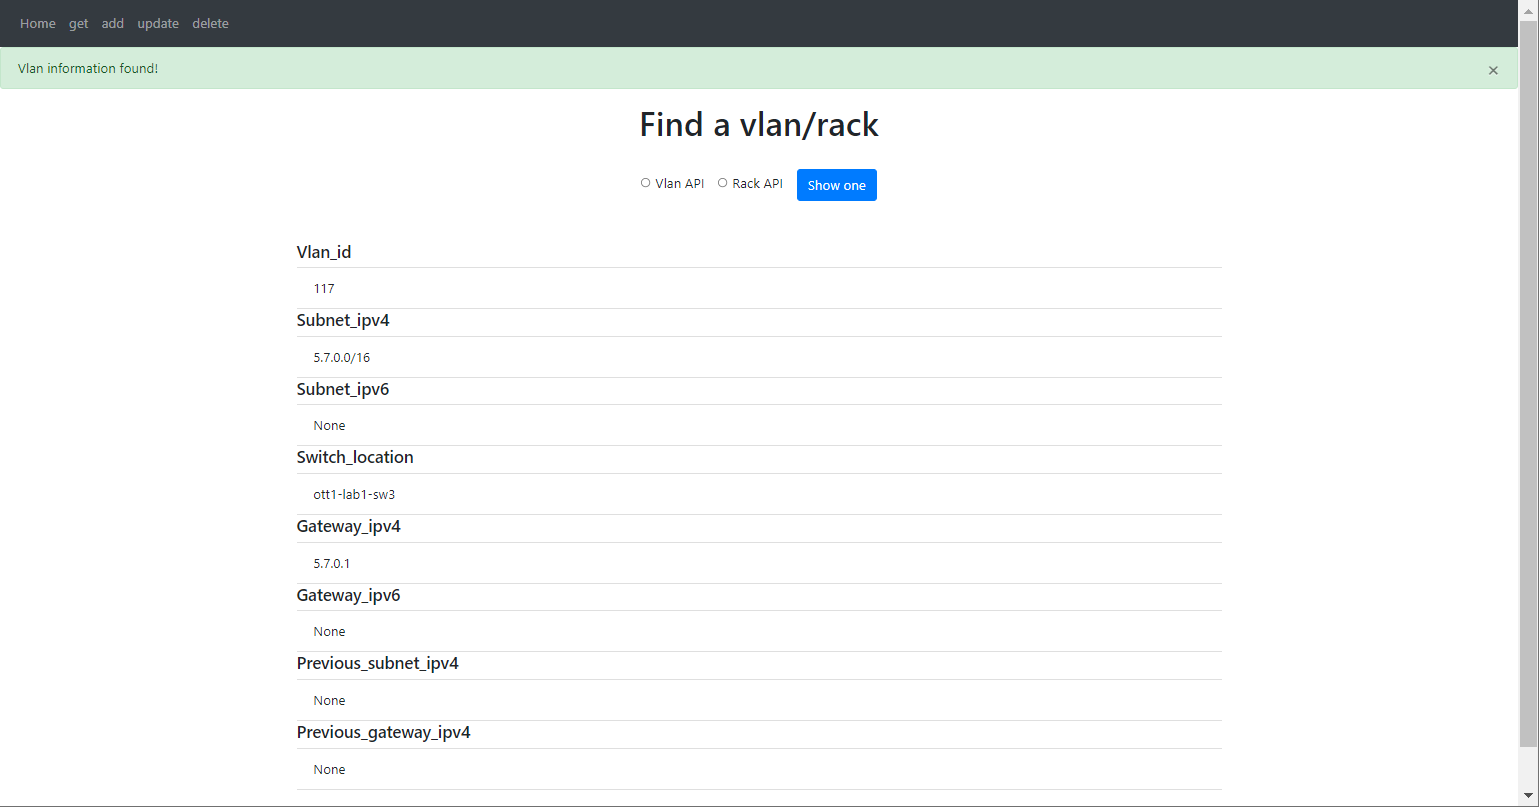 Home get add update delete
Vlan information found! ×
Find a vlan/rack
Vlan API Rack API Show one
Vlan_id
117
Subnet_ipv4
5.7.0.0/16
Subnet_ipv6
None
Switch_location
ott1-lab1-sw3
Gateway_ipv4
5.7.0.1
Gateway_ipv6
None
Previous_subnet_ipv4
None
Previous_gateway_ipv4
None